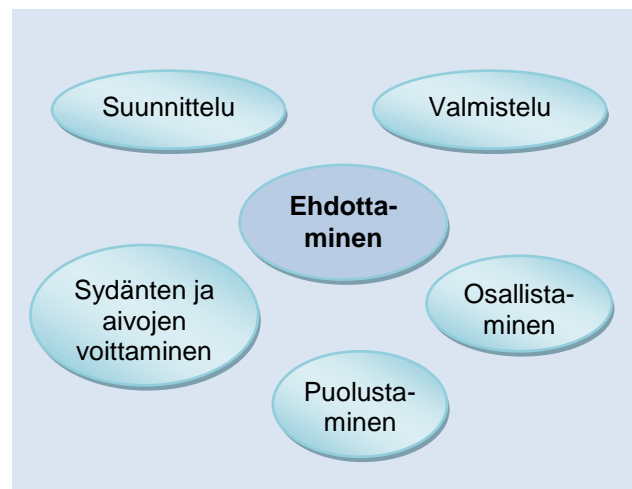 Suunnittelu
Valmistelu
Ehdotta-
minen
Sydänten ja
aivojen
voittaminen
Osallista-
minen
Puolusta-
minen